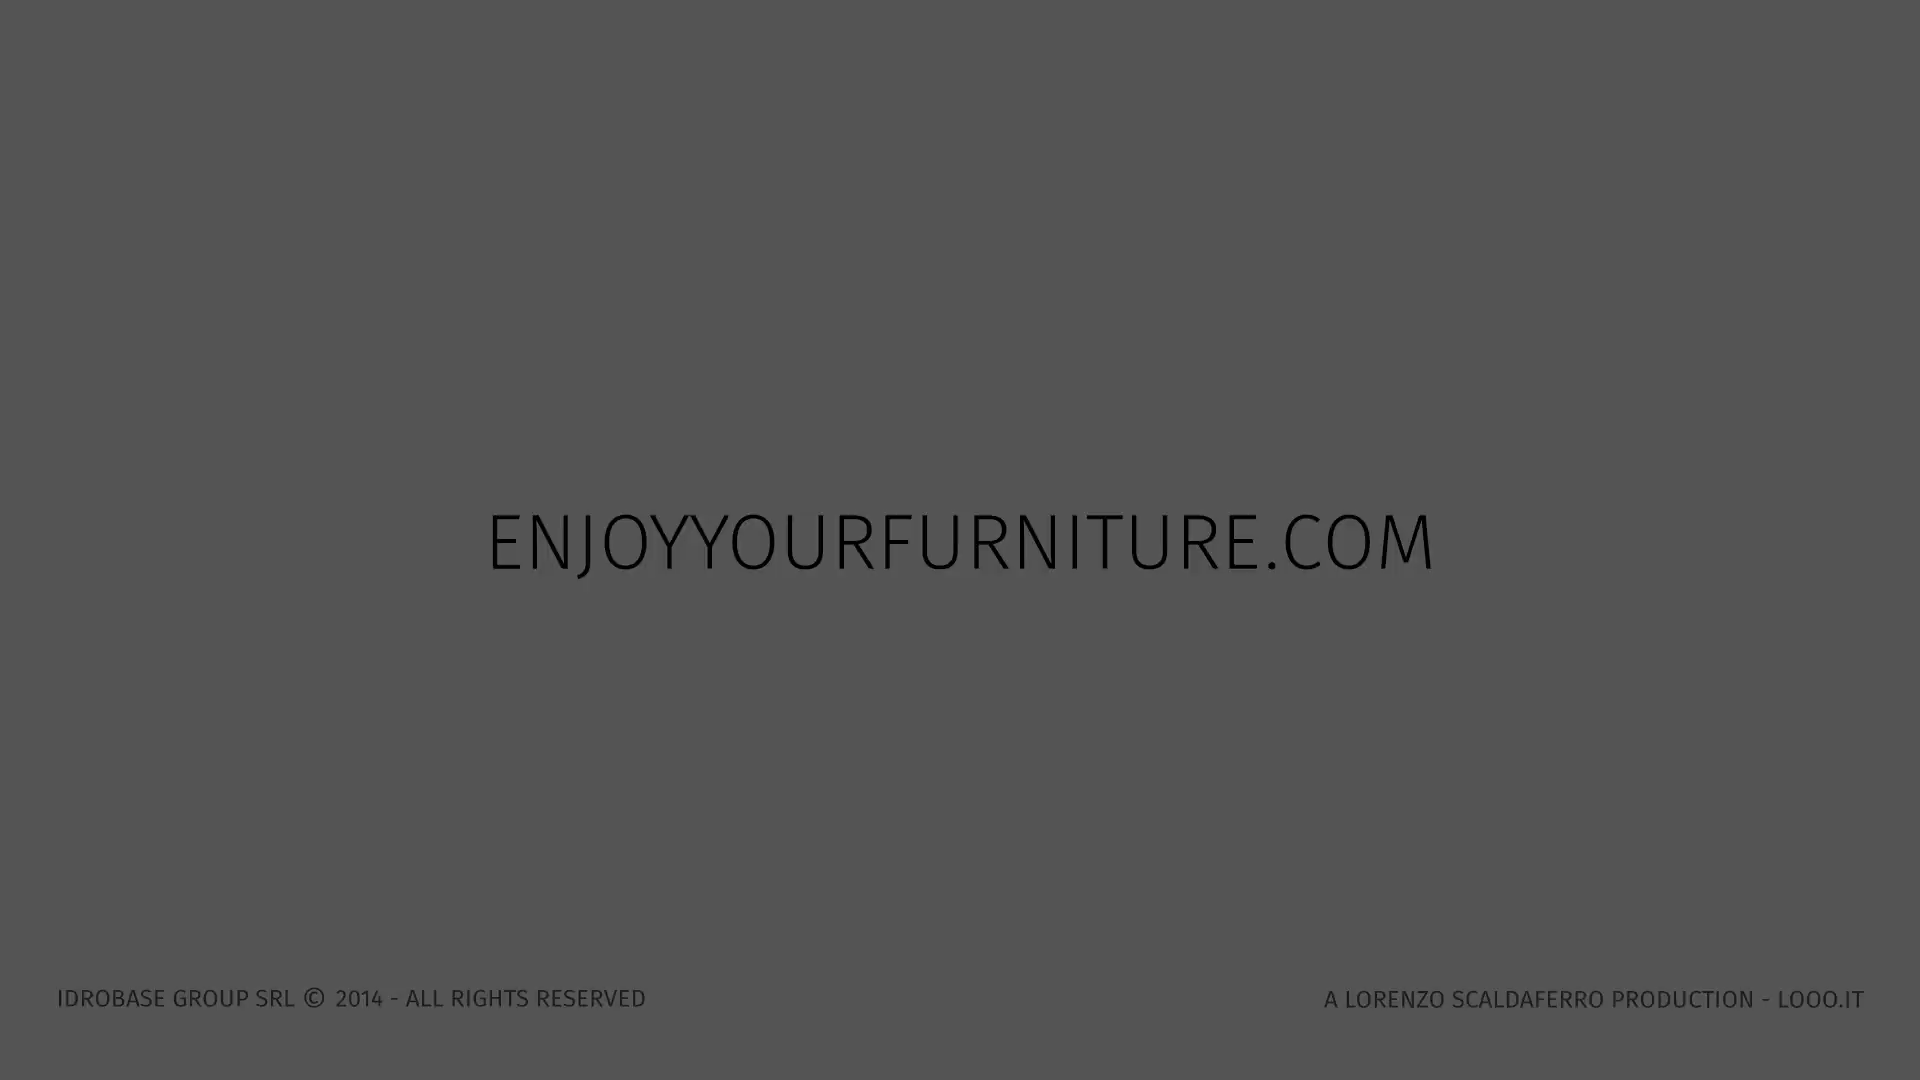 ENJOYYOURFURNITURE.COM
IDROBASE GROUP SRL © 2014 - ALL RIGHTS RESERVED
A LORENZO SCALDAFERRO PRODUCTION - LOOO.IT